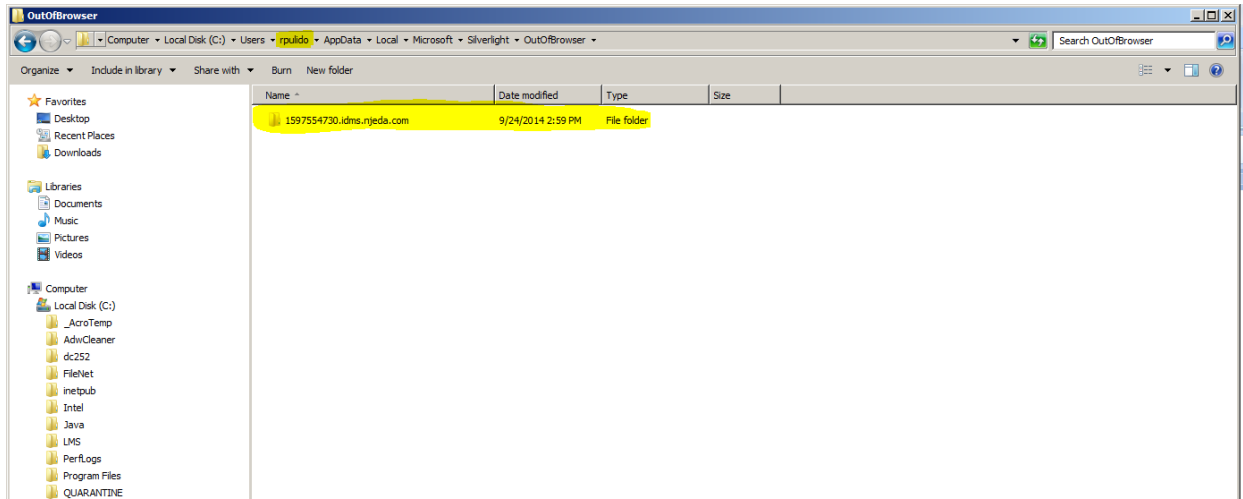 OutOfBrowser
Computer Local Disk (C:) Users rpulido AppData Local Microsoft Silverlight OutOfBrowser Search OutOfBrowser
Organize Include in library Share with Burn New folder
Name Date modified Type Size
1597554730.idms.njeda.com 9/24/2014 2:59 PM File folder
Favorites
Desktop
Recent Places
Downloads
Libraries
Documents
Music
Pictures
Videos
Computer
Local Disk (C:)
_AcroTemp
AdwCleaner
dc252
FileNet
inetpub
Intel
Java
LMS
PerfLogs
Program Files
QUARANTINE